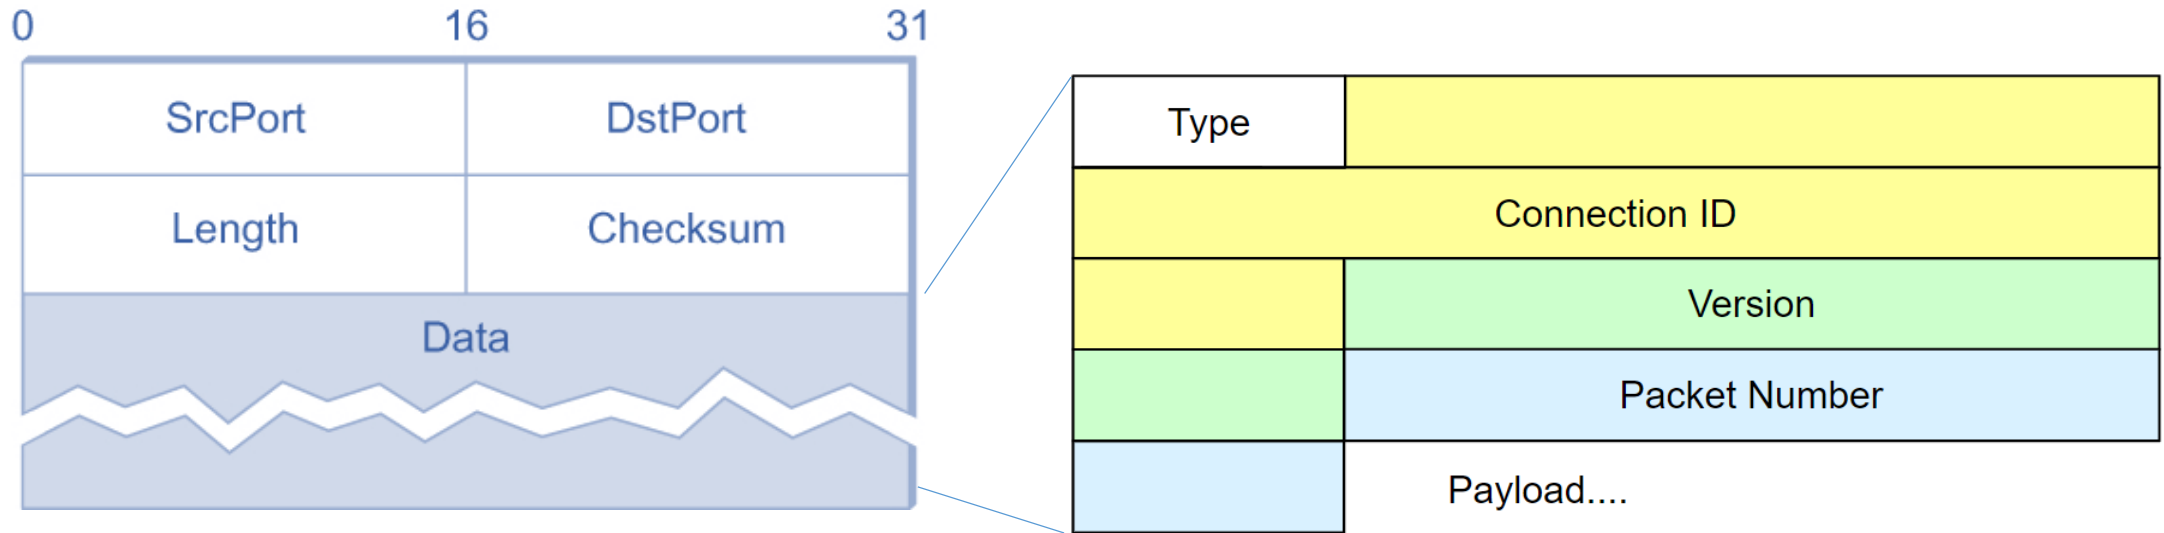 0 16 31
SrcPort DstPort
Length Checksum
Data
Type
Connection ID
Version
Packet Number
Payload....